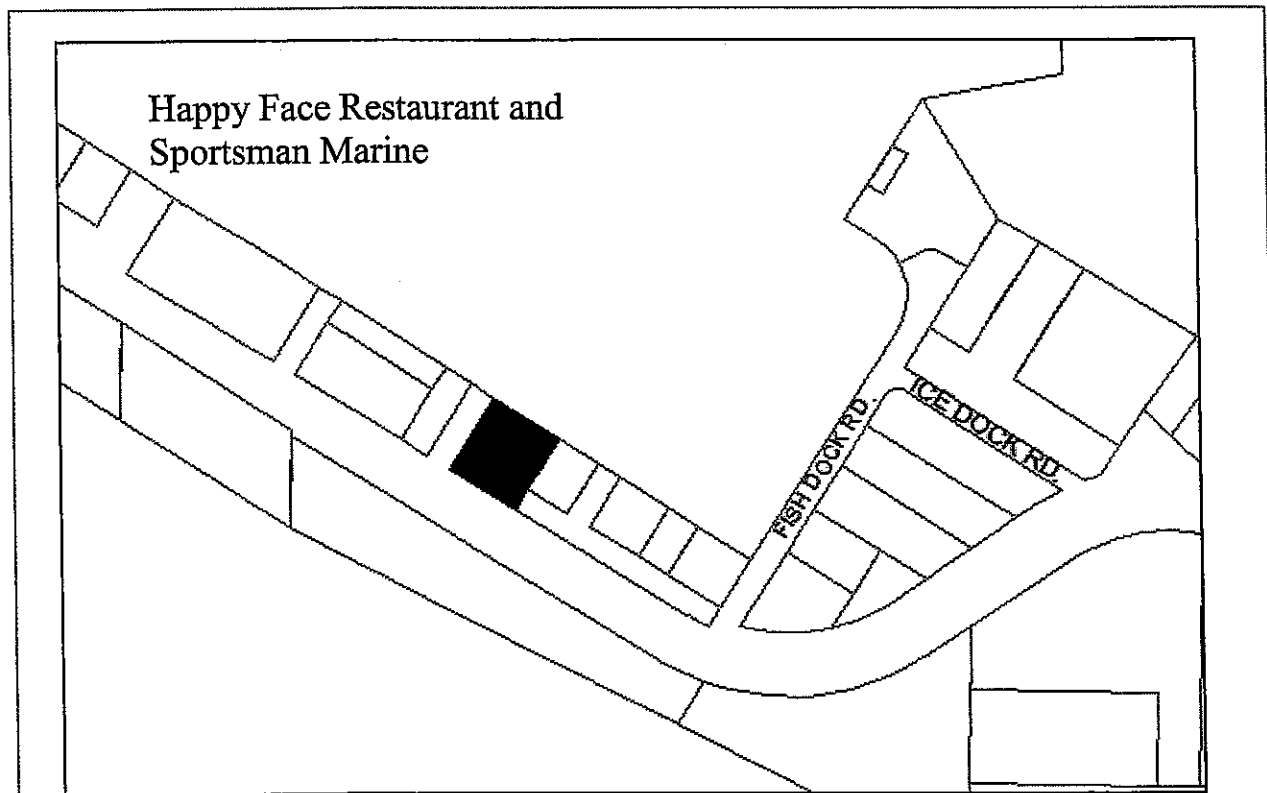 Happy Face Restaurant and
Sportsman Marine
ICE DOCK RD.
FISH DOCK RD.